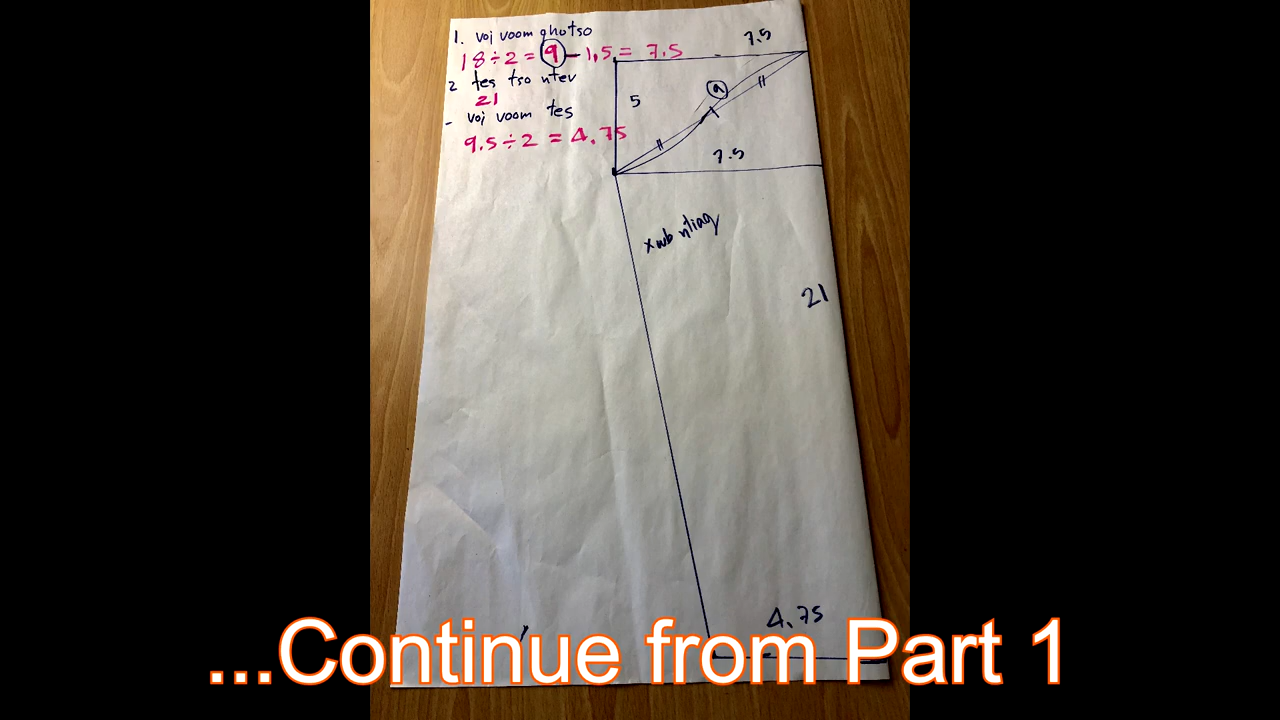 1. voj voom qhotso
18÷2 = 9 - 1,5 = 7.5
2 tes tso ntev
21
- voj voom tes
9.5÷2 = 4.75
7.5
5
9
7.5
xub ntiag
21
4.75
...Continue from Part 1